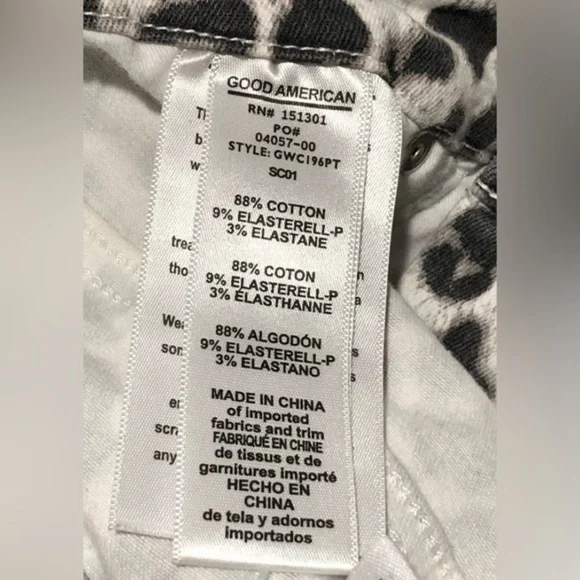 GOOD AMERICAN
RN# 151301
PO#
04057-00
STYLE: GWC196PT
SC01
88% COTTON
9% ELASTERELL-P
3% ELASTANE
88% COTON
9% ELASTERELL-P
3% ÉLASTHANNE
88% ALGODÓN
9% ELASTERELL-P
3% ELASTANO
MADE IN CHINA
of imported
fabrics and trim
FABRIQUÉ EN CHINE
de tissus et de
garnitures importé
HECHO EN
CHINA
de tela y adornos
importados